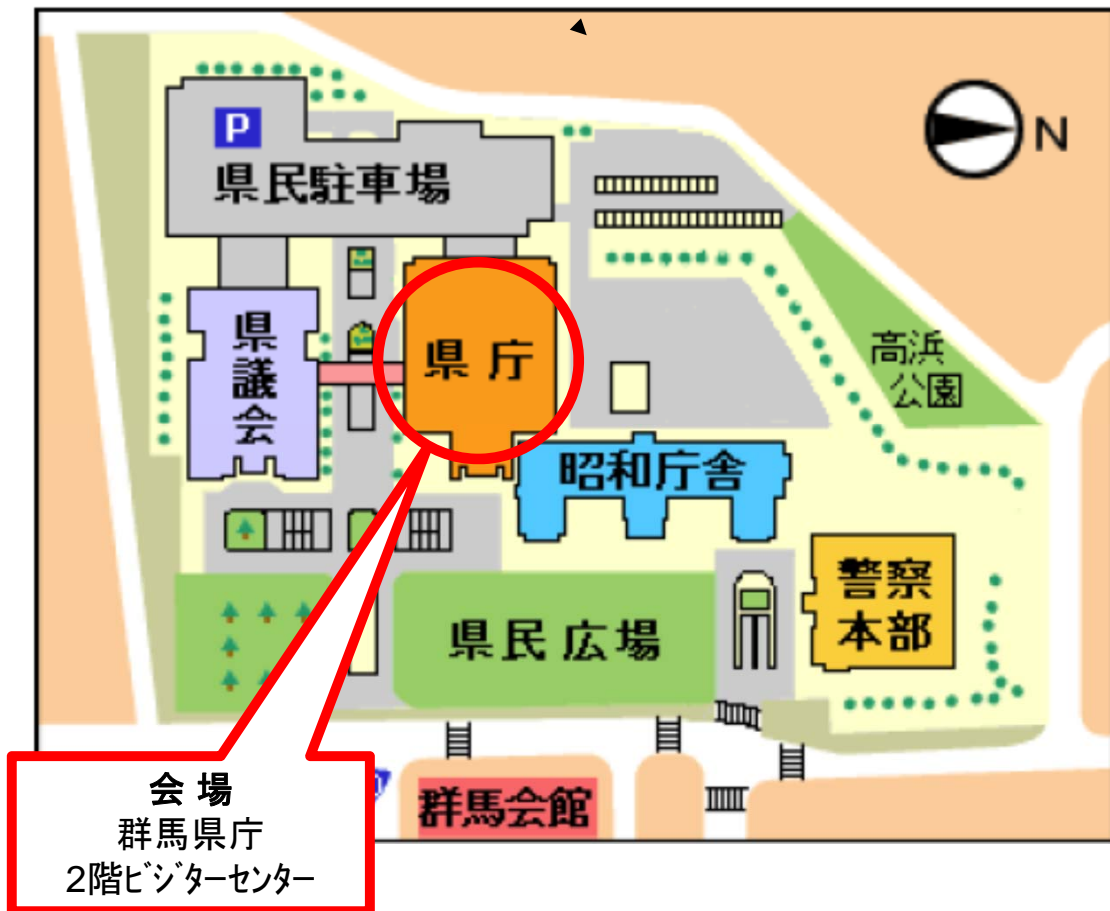 P
県民駐車場
N
県
議
会
県庁
高浜
公園
昭和庁舎
警察
本部
県民広場
群馬会館
会 場
群馬県庁
2階ビジターセンター